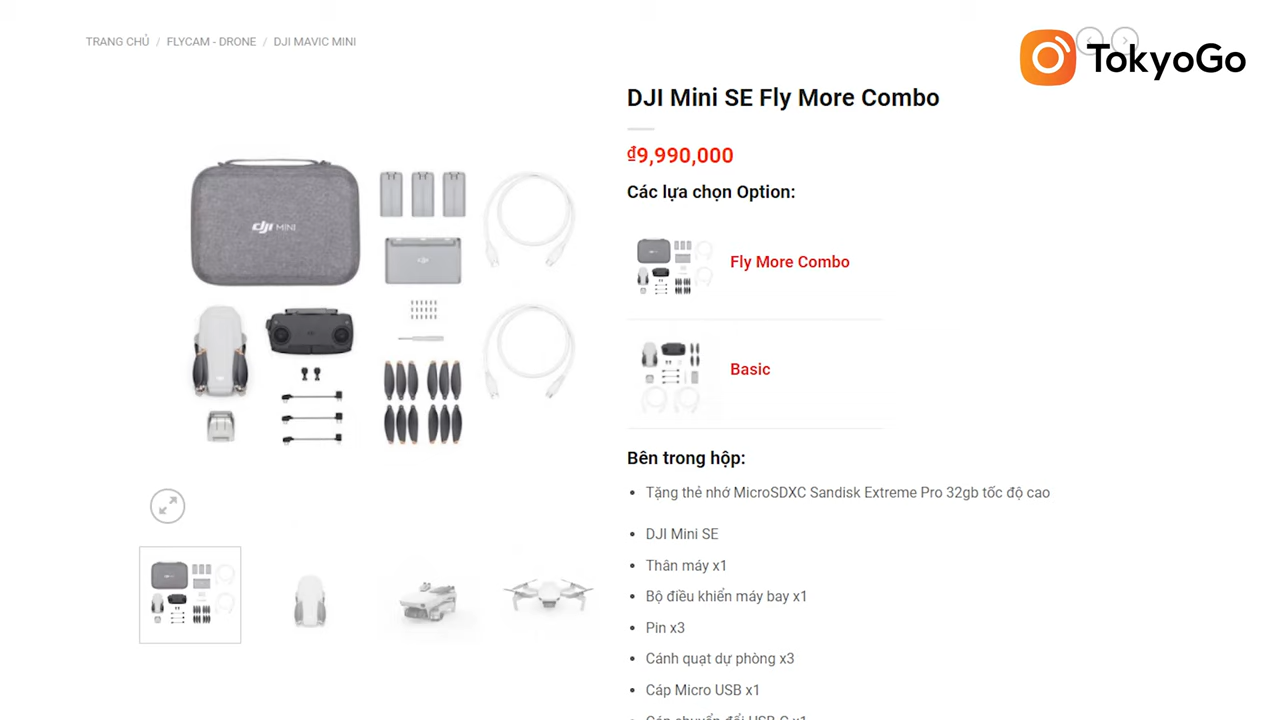 TRANG CHỦ / FLYCAM - DRONE / DJI MAVIC MINI
TokyoGo
DJI Mini SE Fly More Combo
₫9,990,000
Các lựa chọn Option:
dji MINI
Fly More Combo
Basic
Bên trong hộp:
• Tặng thẻ nhớ MicroSDXC Sandisk Extreme Pro 32gb tốc độ cao
• DJI Mini SE
• Thân máy x1
• Bộ điều khiển máy bay x1
• Pin x3
• Cánh quạt dự phòng x3
• Cáp Micro USB x1